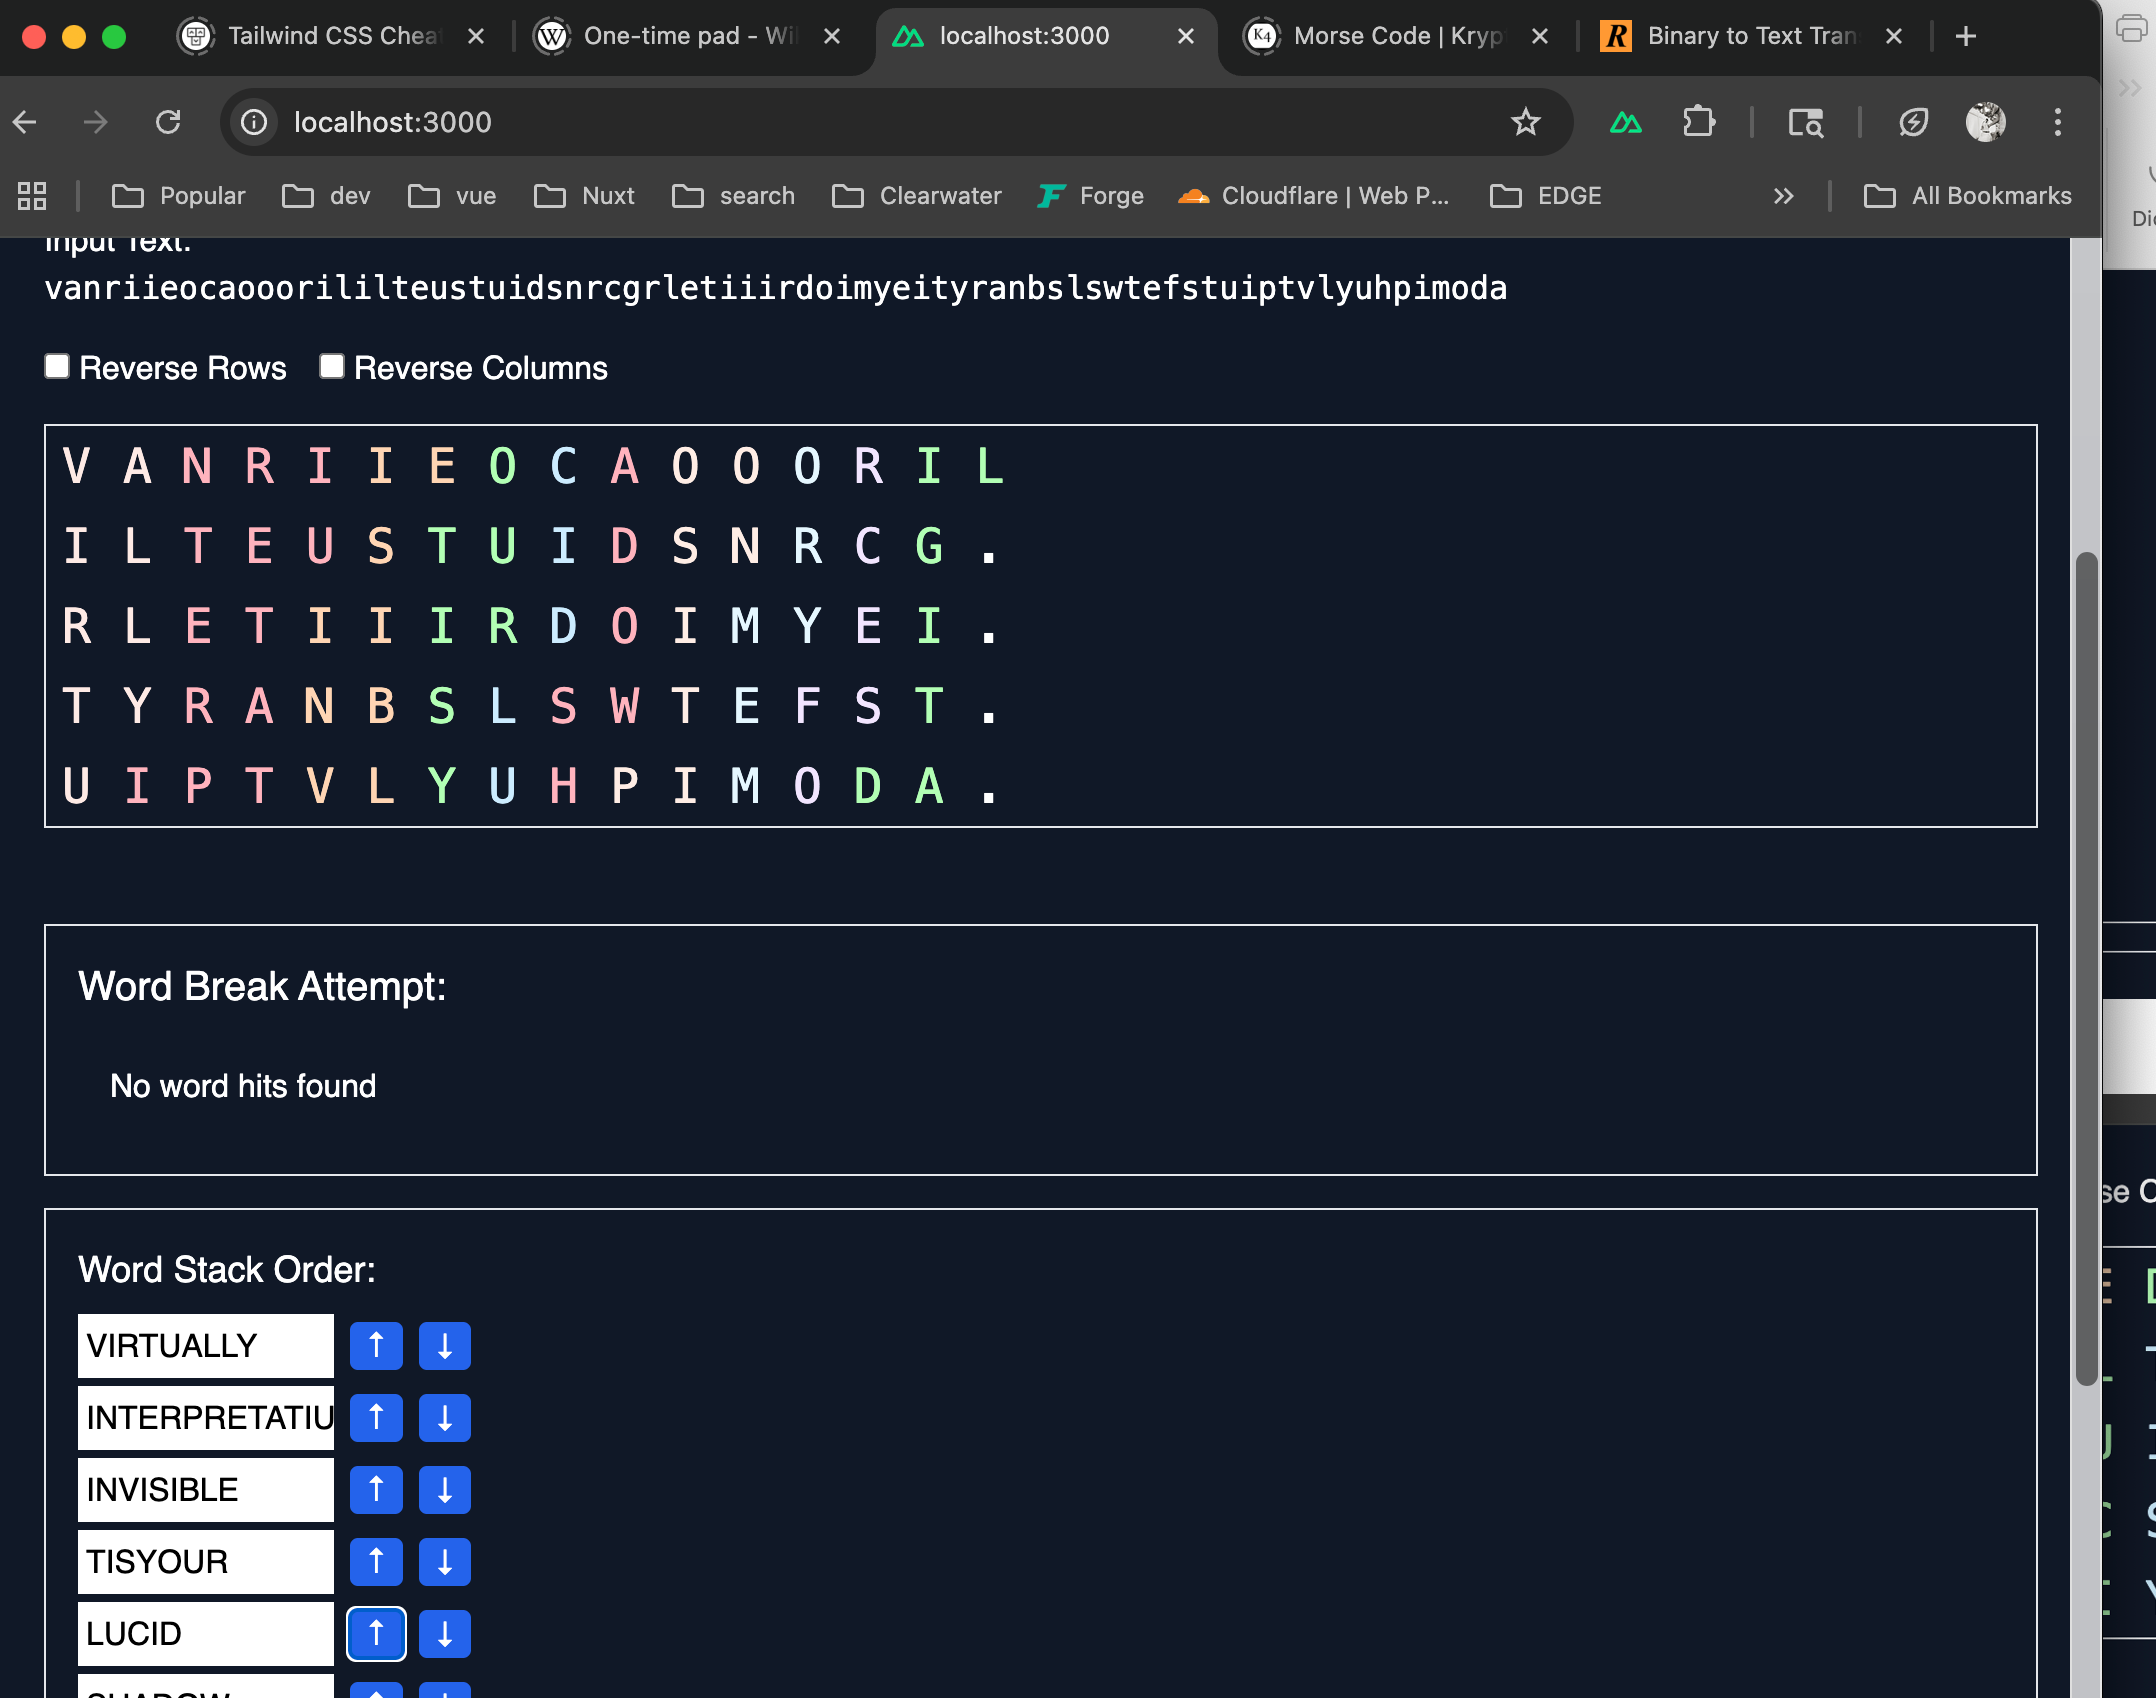 Tailwind CSS Chea
One-time pad - Wi
localhost:3000
K4 Morse Code | Kryp
R Binary to Text Tran
localhost:3000
Popular dev vue Nuxt search Clearwater Forge Cloudflare | Web P... EDGE All Bookmarks
Input Text:
vanriieocaooorililteustuidsnrcgrletiiirdoimyeityranbslswtefstuiptvlyuhpimoda
Reverse Rows Reverse Columns
V A N R I I E O C A O O O R I L
I L T E U S T U I D S N R C G .
R L E T I I I R D O I M Y E I .
T Y R A N B S L S W T E F S T .
U I P T V L Y U H P I M O D A .
Word Break Attempt:
No word hits found
Word Stack Order:
VIRTUALLY ↑ ↓
INTERPRETATIU ↑ ↓
INVISIBLE ↑ ↓
TISYOUR ↑ ↓
LUCID ↑ ↓
SHADOW